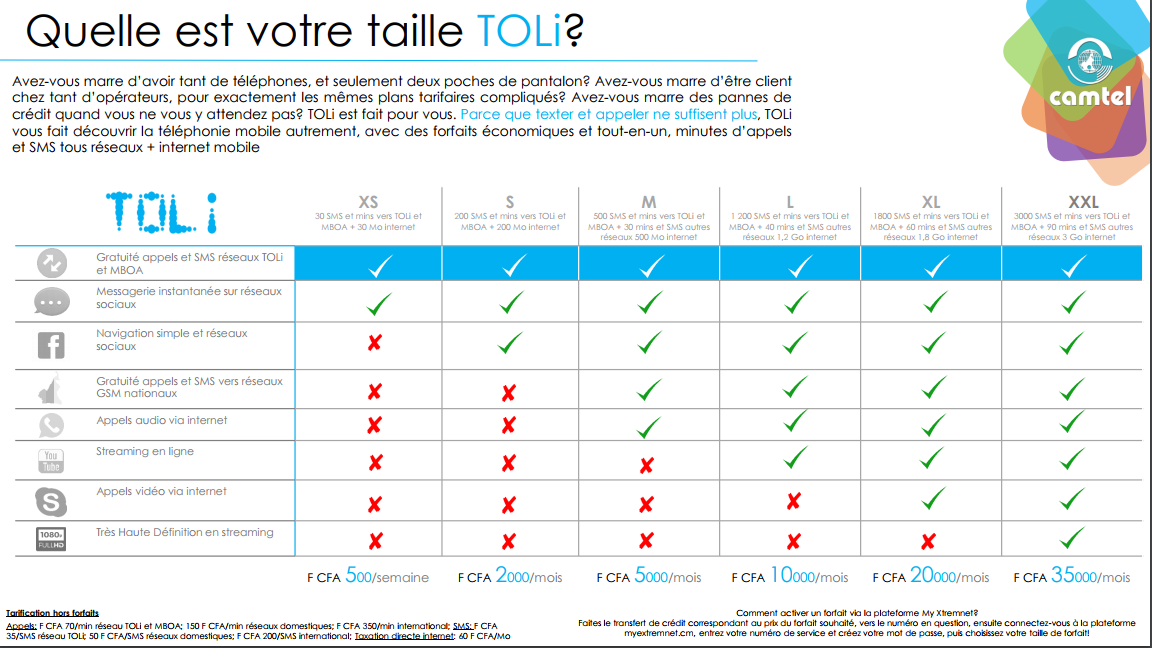 Quelle est votre taille TOLi?
camtel
Avez-vous marre d'avoir tant de téléphones, et seulement deux poches de pantalon? Avez-vous marre d'être client
chez tant d'opérateurs, pour exactement les mêmes plans tarifaires compliqués? Avez-vous marre des pannes de
crédit quand vous ne vous y attendez pas? TOLi est fait pour vous. Parce que texter et appeler ne suffisent plus, TOLi
vous fait découvrir la téléphonie mobile autrement, avec des forfaits économiques et tout-en-un, minutes d'appels
et SMS tous réseaux + internet mobile
TOLi
XS
30 SMS et mins vers TOLi et
MBOA + 30 Mo internet
S
200 SMS et mins vers TOLi et
MBOA + 200 Mo internet
M
500 SMS et mins vers TOLi et
MBOA + 30 mins et SMS autres
réseaux 500 Mo internet
L
1 200 SMS et mins vers TOLi et
MBOA + 40 mins et SMS autres
réseaux 1,2 Go internet
XL
1800 SMS et mins vers TOLi et
MBOA + 60 mins et SMS autres
réseaux 1,8 Go internet
XXL
3000 SMS et mins vers TOLi et
MBOA + 90 mins et SMS autres
réseaux 3 Go internet
Gratuité appels et SMS réseaux TOLi
et MBOA
Messagerie instantanée sur réseaux
sociaux
Navigation simple et réseaux
sociaux
Gratuité appels et SMS vers réseaux
GSM nationaux
Appels audio via internet
You
Tube
Streaming en ligne
Appels vidéo via internet
1080p
FULL HD
Très Haute Définition en streaming
F CFA 500/semaine
F CFA 2000/mois
F CFA 5000/mois
F CFA 10000/mois
F CFA 20000/mois
F CFA 35000/mois
Tarification hors forfaits
Appels: F CFA 70/min réseau TOLi et MBOA; 150 F CFA/min réseaux domestiques; F CFA 350/min international; SMS: F CFA
35/SMS réseau TOLi; 50 F CFA/SMS réseaux domestiques; F CFA 200/SMS international; Taxation directe internet: 60 F CFA/Mo
Comment activer un forfait via la plateforme My Xtremnet?
Faites le transfert de crédit correspondant au prix du forfait souhaité, vers le numéro en question, ensuite connectez-vous à la plateforme
myextremnet.cm, entrez votre numéro de service et créez votre mot de passe, puis choisissez votre taille de forfait!